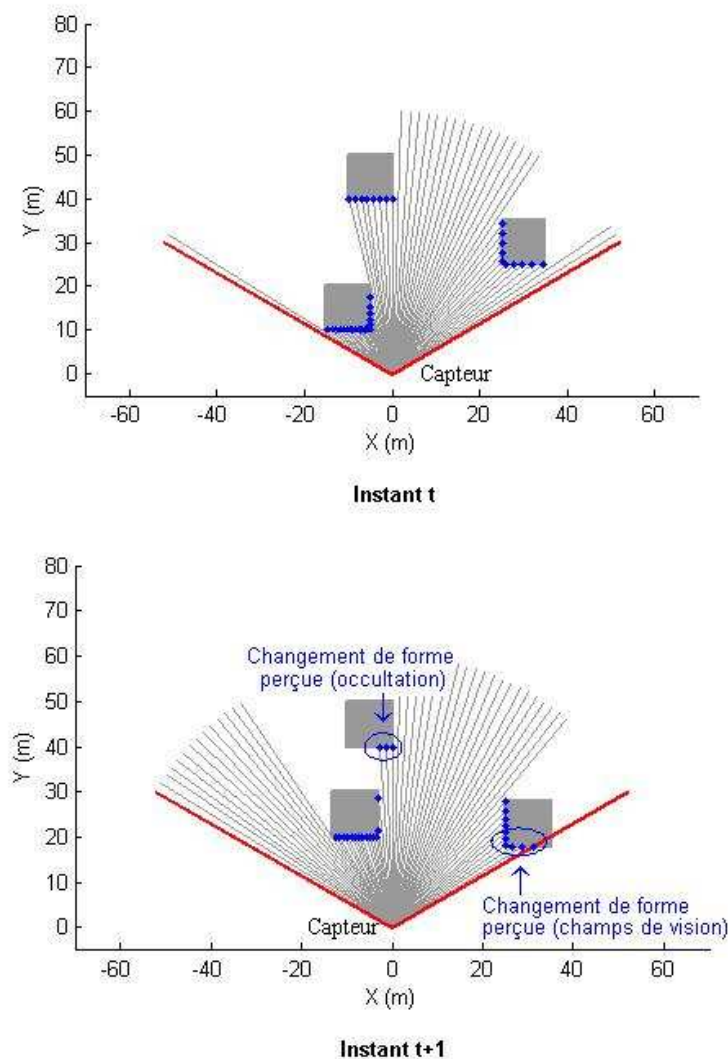 80
70
60
50
40
30
20
10
0
Y (m)
Capteur
-60 -40 -20 0 20 40 60
X (m)
Instant t
80
70
60
50
40
30
20
10
0
Y (m)
Changement de forme
perçue (occultation)
Capteur
Changement de forme
perçue (champs de vision)
-60 -40 -20 0 20 40 60
X (m)
Instant t+1